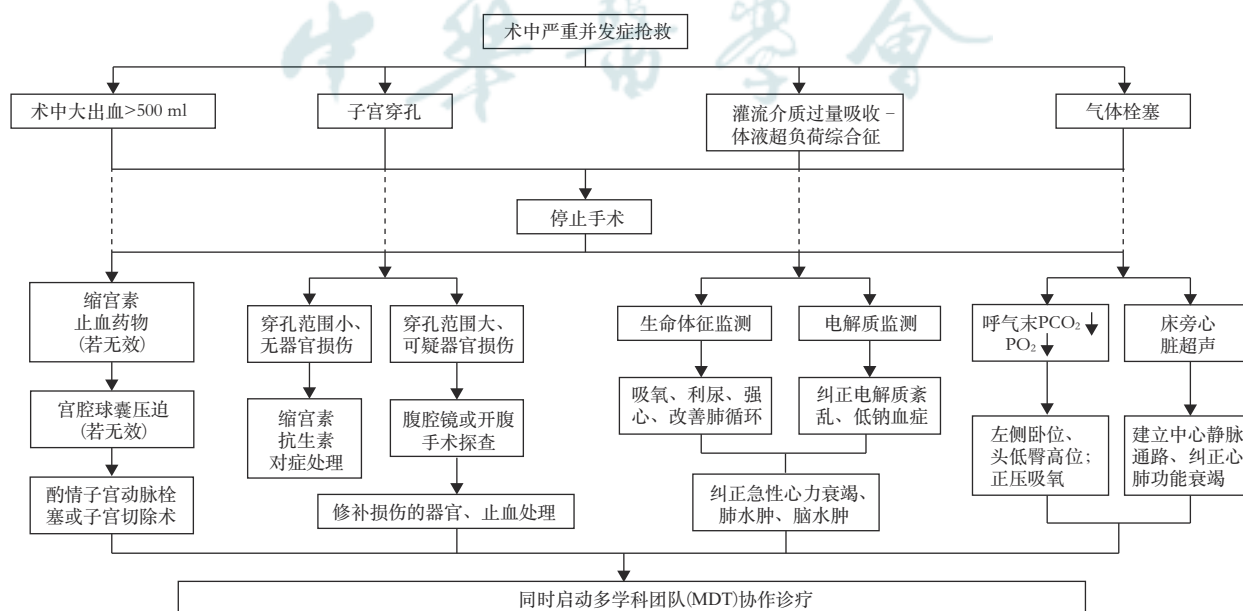 中华医学会
术中严重并发症抢救
术中大出血>500 ml
子宫穿孔
灌流介质过量吸收 –
体液超负荷综合征
气体栓塞
停止手术
缩宫素
止血药物
(若无效)
穿孔范围小、
无器官损伤
穿孔范围大、
可疑器官损伤
生命体征监测
电解质监测
呼气末PCO₂
PO₂
床旁心
脏超声
宫腔球囊压迫
(若无效)
缩宫素
抗生素
对症处理
腹腔镜或开腹
手术探查
吸氧、利尿、强
心、改善肺循环
纠正电解质紊
乱、低钠血症
左侧卧位、
头低臀高位;
正压吸氧
建立中心静脉
通路、纠正心
肺功能衰竭
酌情子宫动脉栓
塞或子宫切除术
修补损伤的器官、止血处理
纠正急性心力衰竭、
肺水肿、脑水肿
同时启动多学科团队(MDT)协作诊疗